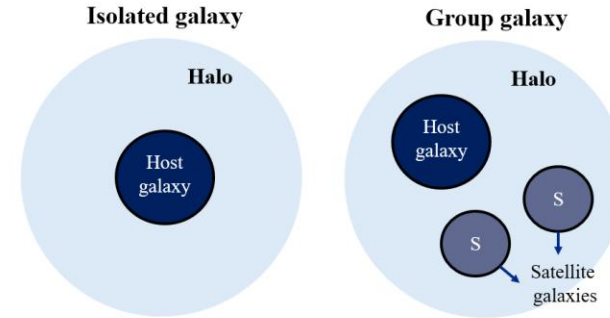 Isolated galaxy
Halo
Host
galaxy
Group galaxy
Halo
Host
galaxy
S
S
Satellite
galaxies